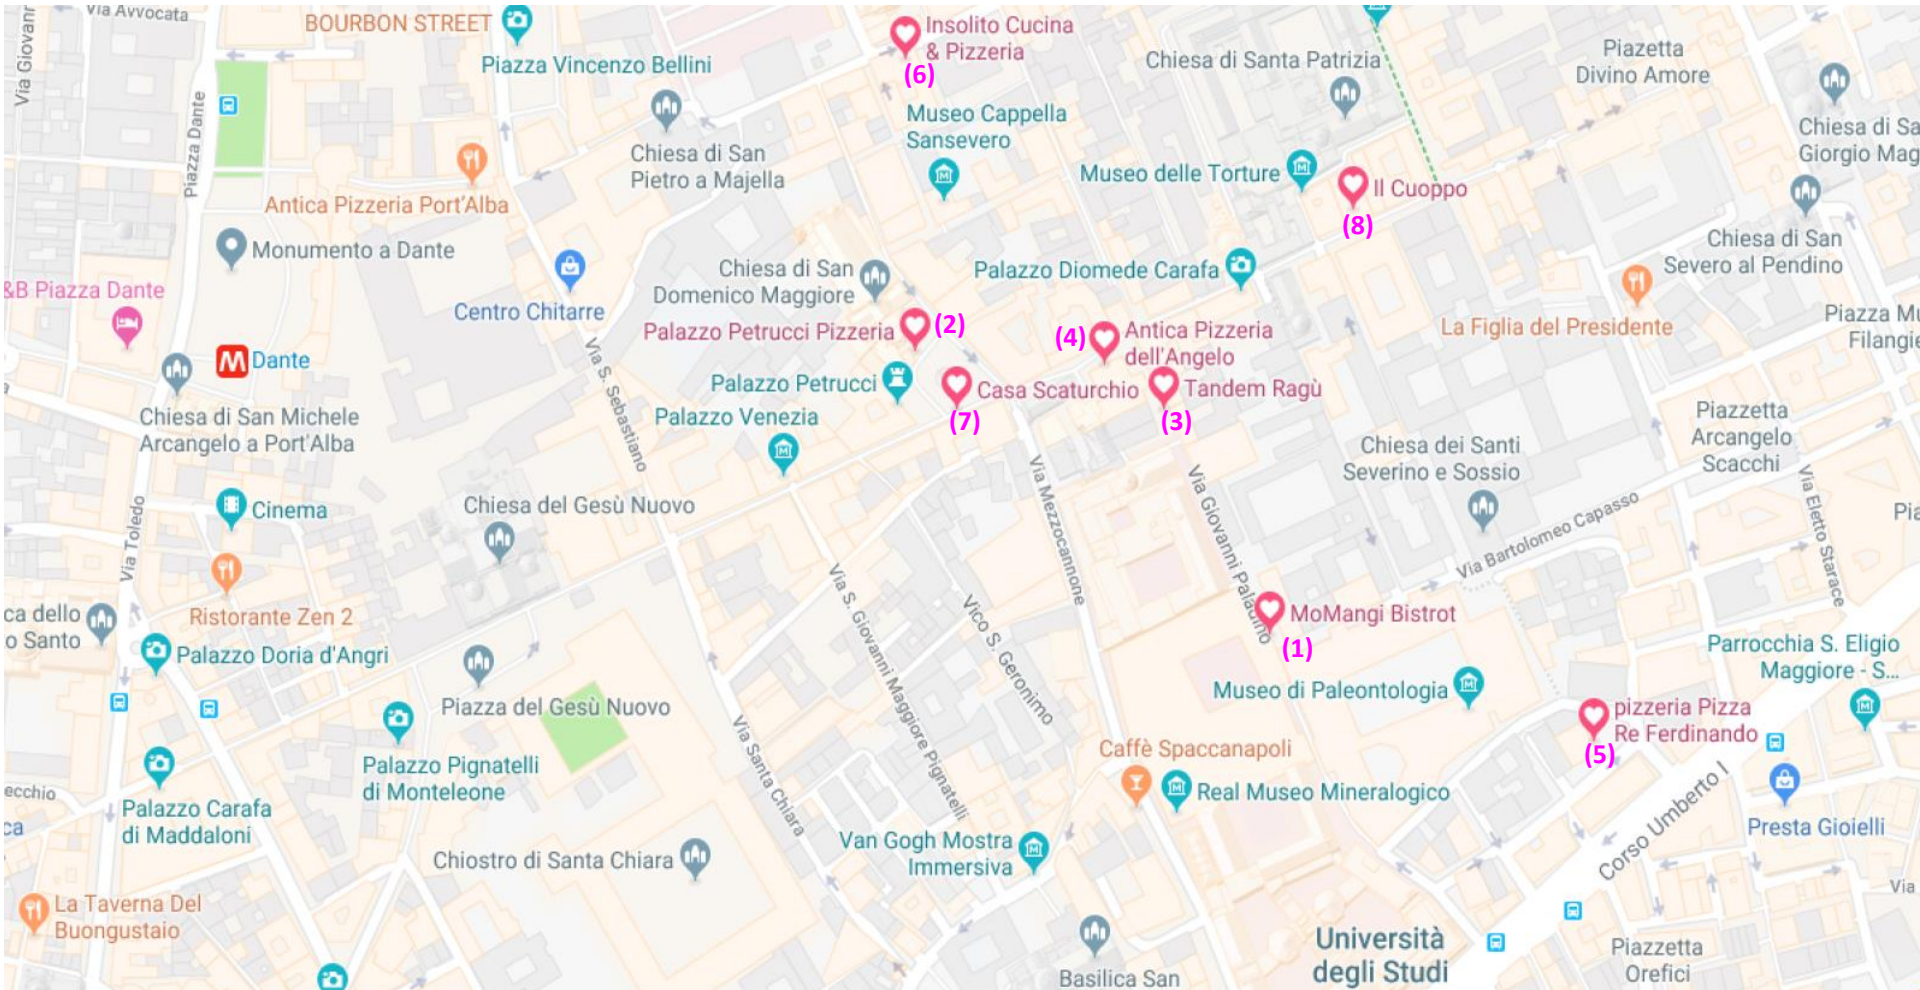 Via Avvocata
BOURBON STREET
Insolito Cucina
& Pizzeria
(6)
Piazza Vincenzo Bellini
Chiesa di Santa Patrizia
Piazetta
Divino Amore
Via Giovanni
Piazza Dante
Museo Cappella
Sansevero
Chiesa di Sa
Giorgio Mag
Chiesa di San
Pietro a Majella
Museo delle Torture
Il Cuoppo
(8)
Antica Pizzeria Port'Alba
Monumento a Dante
Chiesa di San
Severo al Pendino
Chiesa di San
Domenico Maggiore
Palazzo Diomede Carafa
&B Piazza Dante
Centro Chitarre
Palazzo Petrucci Pizzeria
(2)
(4)
Antica Pizzeria
dell'Angelo
La Figlia del Presidente
Piazza Mu
Filangie
M
Dante
Palazzo Petrucci
Casa Scaturchio
(7)
Tandem Ragù
(3)
Chiesa di San Michele
Arcangelo a Port'Alba
Palazzo Venezia
M
Via S. Sebastiano
Piazzetta
Arcangelo
Scacchi
Chiesa dei Santi
Severino e Sossio
Via Mezzocannone
Via Giovanni Paladino
Via Eletto Starace
Cinema
Chiesa del Gesù Nuovo
Via Toledo
Via Bartolomeo Capasso
Pia
Ristorante Zen 2
ca dello
o Santo
Via S. Giovanni Maggiore Pignatelli
Vico S. Geronimo
MoMangi Bistrot
(1)
Palazzo Doria d'Angri
Parrocchia S. Eligio
Maggiore - S...
Piazza del Gesù Nuovo
Museo di Paleontologia
pizzeria Pizza
Re Ferdinando
(5)
Via Santa Chiara
Caffè Spaccanapoli
Palazzo Pignatelli
di Monteleone
Real Museo Mineralogico
ecchio
ca
Palazzo Carafa
di Maddaloni
Corso Umberto I
Presta Gioielli
Van Gogh Mostra
Immersiva
Chiostro di Santa Chiara
Via
La Taverna Del
Buongustaio
Università
degli Studi
Piazzetta
Orefici
Basilica San